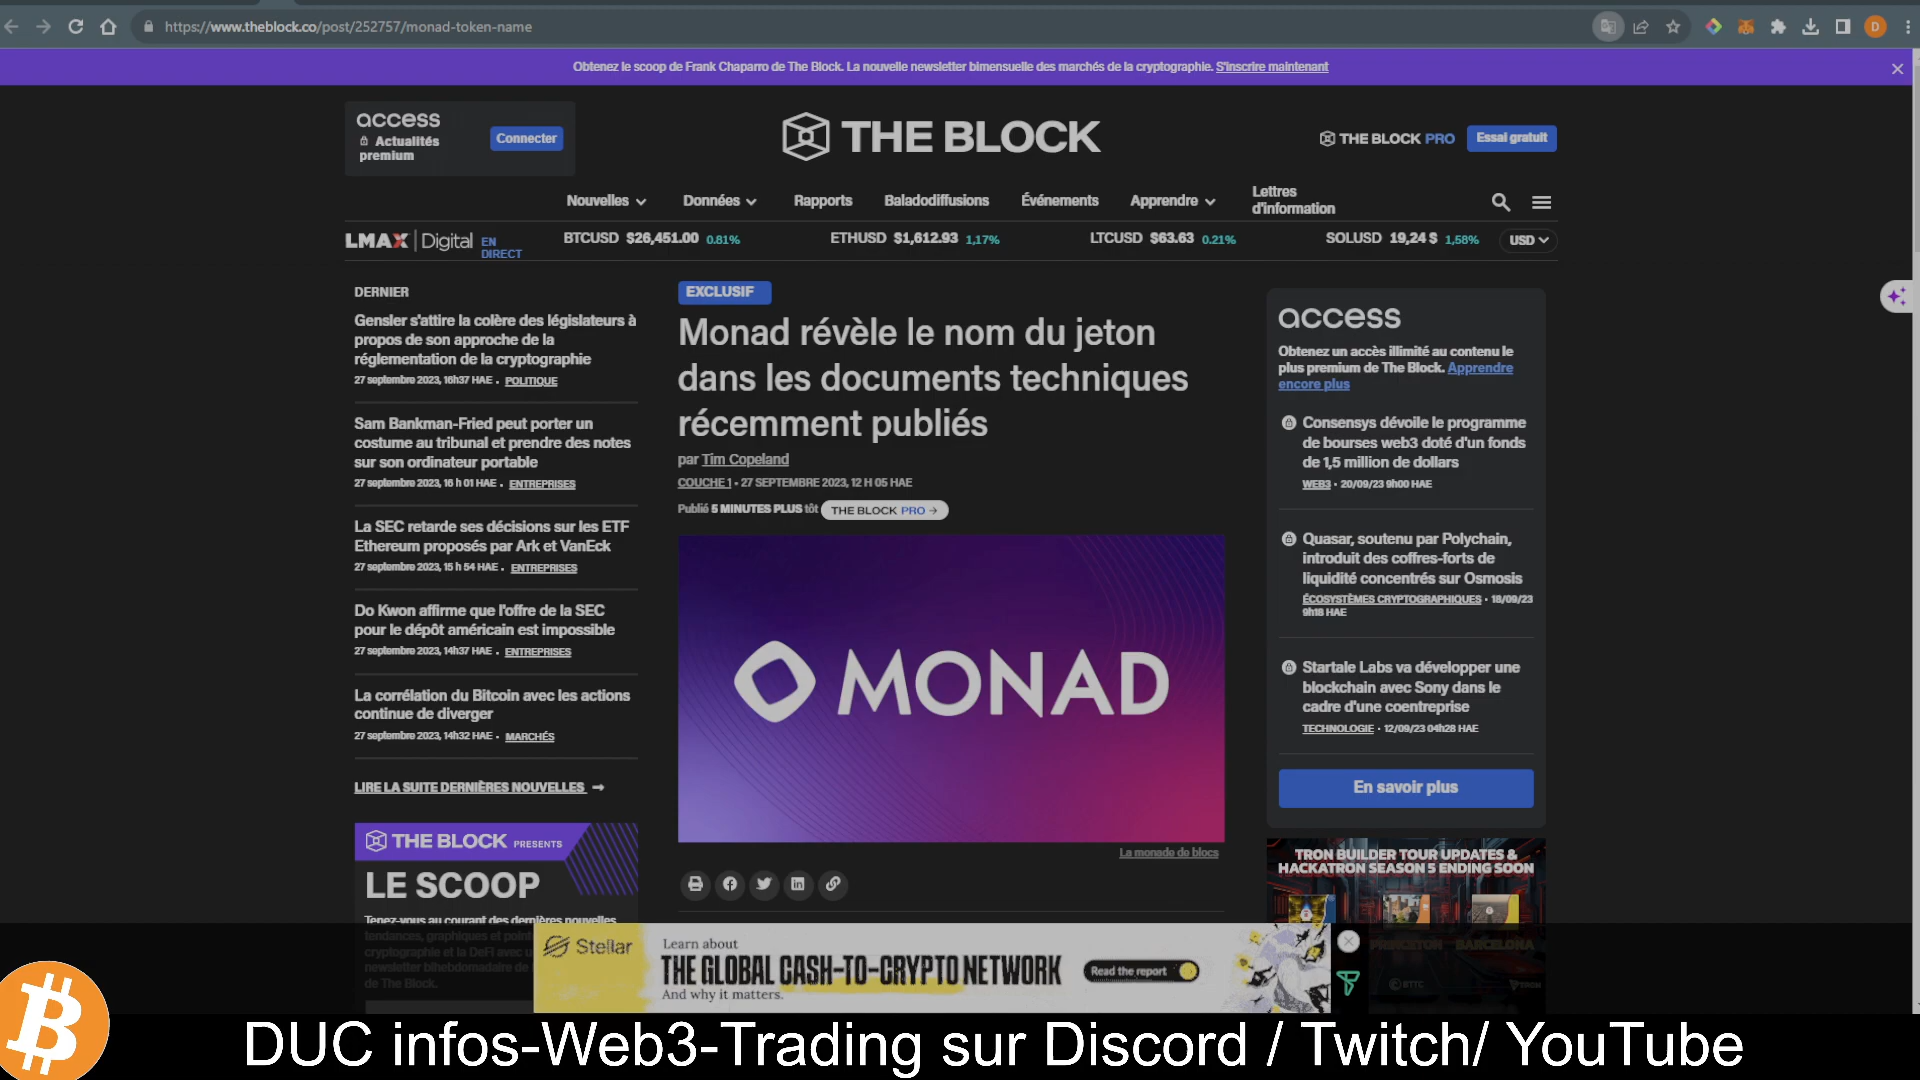 https://www.theblock.co/post/252757/monad-token-name
D
Obtenez le scoop de Frank Chaparro de The Block. La nouvelle newsletter bimensuelle des marchés de la cryptographie. S'inscrire maintenant
access
Actualités
premium
Connecter
THE BLOCK
THE BLOCK PRO
Essai gratuit
Nouvelles
Données
Rapports
Baladodiffusions
Événements
Apprendre
Lettres
d'information
LMAX Digital EN
DIRECT
BTCUSD $26,451.00 0.81%
ETHUSD $1,612.93 1,17%
LTCUSD $63.63 0.21%
SOLUSD 19,24 $ 1,58%
USD
DERNIER
Gensler s'attire la colère des législateurs à
propos de son approche de la
réglementation de la cryptographie
27 septembre 2023, 16h37 HAE • POLITIQUE
Sam Bankman-Fried peut porter un
costume au tribunal et prendre des notes
sur son ordinateur portable
27 septembre 2023, 16 h 01 HAE • ENTREPRISES
La SEC retarde ses décisions sur les ETF
Ethereum proposés par Ark et VanEck
27 septembre 2023, 15 h 54 HAE • ENTREPRISES
Do Kwon affirme que l'offre de la SEC
pour le dépôt américain est impossible
27 septembre 2023, 14h37 HAE • ENTREPRISES
La corrélation du Bitcoin avec les actions
continue de diverger
27 septembre 2023, 14h32 HAE • MARCHÉS
LIRE LA SUITE DERNIÈRES NOUVELLES →
THE BLOCK PRESENTS
LE SCOOP
Tenez-vous au courant des dernières nouvelles,
tendances, graphiques et point
cryptographie et la DeFi avec
newsletter bihebdomadaire de
de The Block.
EXCLUSIF
Monad révèle le nom du jeton
dans les documents techniques
récemment publiés
par Tim Copeland
COUCHE 1 • 27 SEPTEMBRE 2023, 12 H 05 HAE
Publié 5 MINUTES PLUS tôt THE BLOCK PRO →
MONAD
La monade de blocs
access
Obtenez un accès illimité au contenu le
plus premium de The Block. Apprendre
encore plus
Consensys dévoile le programme
de bourses web3 doté d'un fonds
de 1,5 million de dollars
WEB3 • 20/09/23 9h00 HAE
Quasar, soutenu par Polychain,
introduit des coffres-forts de
liquidité concentrés sur Osmosis
ÉCOSYSTÈMES CRYPTOGRAPHIQUES • 18/09/23
9h18 HAE
Startale Labs va développer une
blockchain avec Sony dans le
cadre d'une coentreprise
TECHNOLOGIE • 12/09/23 04h28 HAE
En savoir plus
TRON BUILDER TOUR UPDATES &
HACKATRON SEASON 5 ENDING SOON
PRINCETON BARCELONA
BTTC TRON
Stellar
Learn about
THE GLOBAL CASH-TO-CRYPTO NETWORK
And why it matters.
Read the report
DUC infos-Web3-Trading sur Discord / Twitch/ YouTube